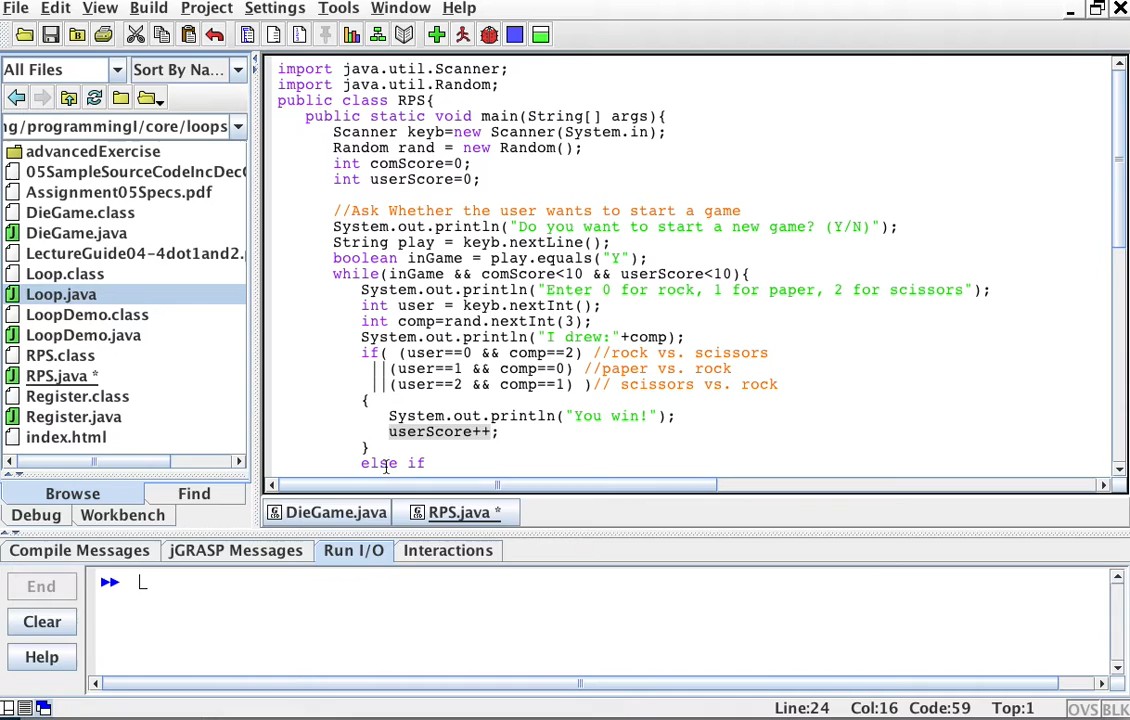 File Edit View Build Project Settings Tools Window Help
All Files Sort By Na...
ng/programmingI/core/loops
advancedExercise
05SampleSourceCodeIncDec
Assignment05Specs.pdf
DieGame.class
DieGame.java
LectureGuide04-4dot1and2.
Loop.class
Loop.java
LoopDemo.class
LoopDemo.java
RPS.class
RPS.java *
Register.class
Register.java
index.html
Browse Find
Debug Workbench
import java.util.Scanner;
import java.util.Random;
public class RPS{
public static void main(String[] args){
Scanner keyb=new Scanner(System.in);
Random rand = new Random();
int comScore=0;
int userScore=0;
//Ask Whether the user wants to start a game
System.out.println("Do you want to start a new game? (Y/N)");
String play = keyb.nextLine();
boolean inGame = play.equals("Y");
while(inGame && comScore<10 && userScore<10){
System.out.println("Enter 0 for rock, 1 for paper, 2 for scissors");
int user = keyb.nextInt();
int comp=rand.nextInt(3);
System.out.println("I drew:"+comp);
if( (user==0 && comp==2) //rock vs. scissors
||(user==1 && comp==0) //paper vs. rock
||(user==2 && comp==1) )// scissors vs. rock
{
System.out.println("You win!");
userScore++;
}
else if
DieGame.java RPS.java *
Compile Messages jGRASP Messages Run I/O Interactions
End
Clear
Help
Line:24 Col:16 Code:59 Top:1 OVS BLK